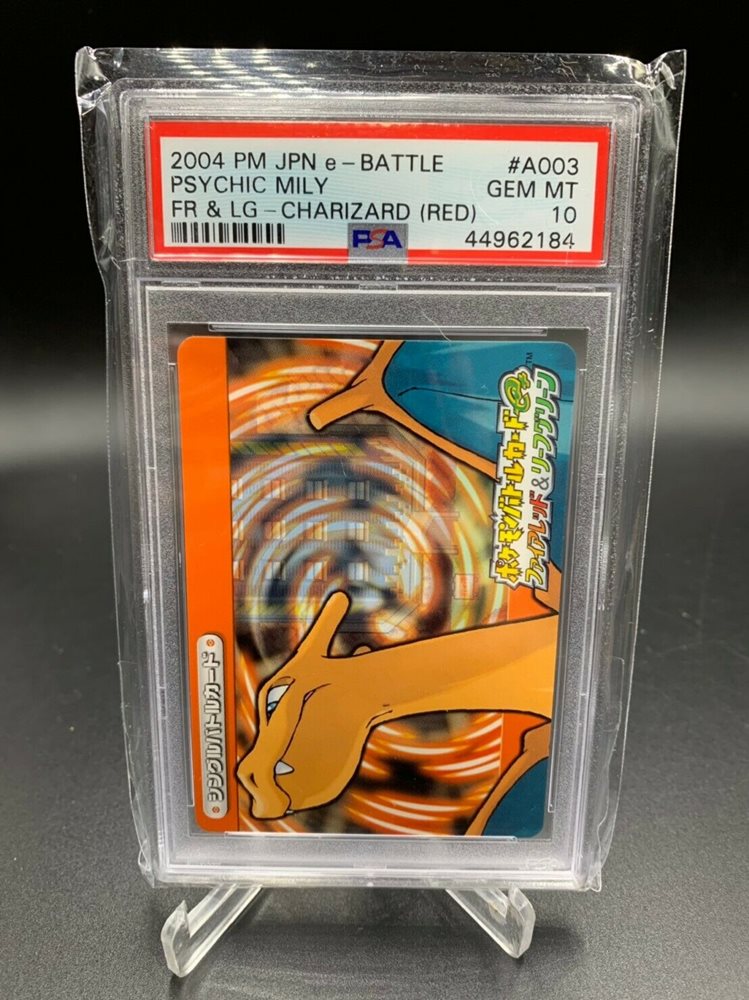 2004 PM JPN e-BATTLE #A003
PSYCHIC MILY GEM MT
FR & LG-CHARIZARD (RED) 10
PSA 44962184
ポケモンバトルカードe+ ™
ファイアレッド&リーフグリーン
シングルバトルカード